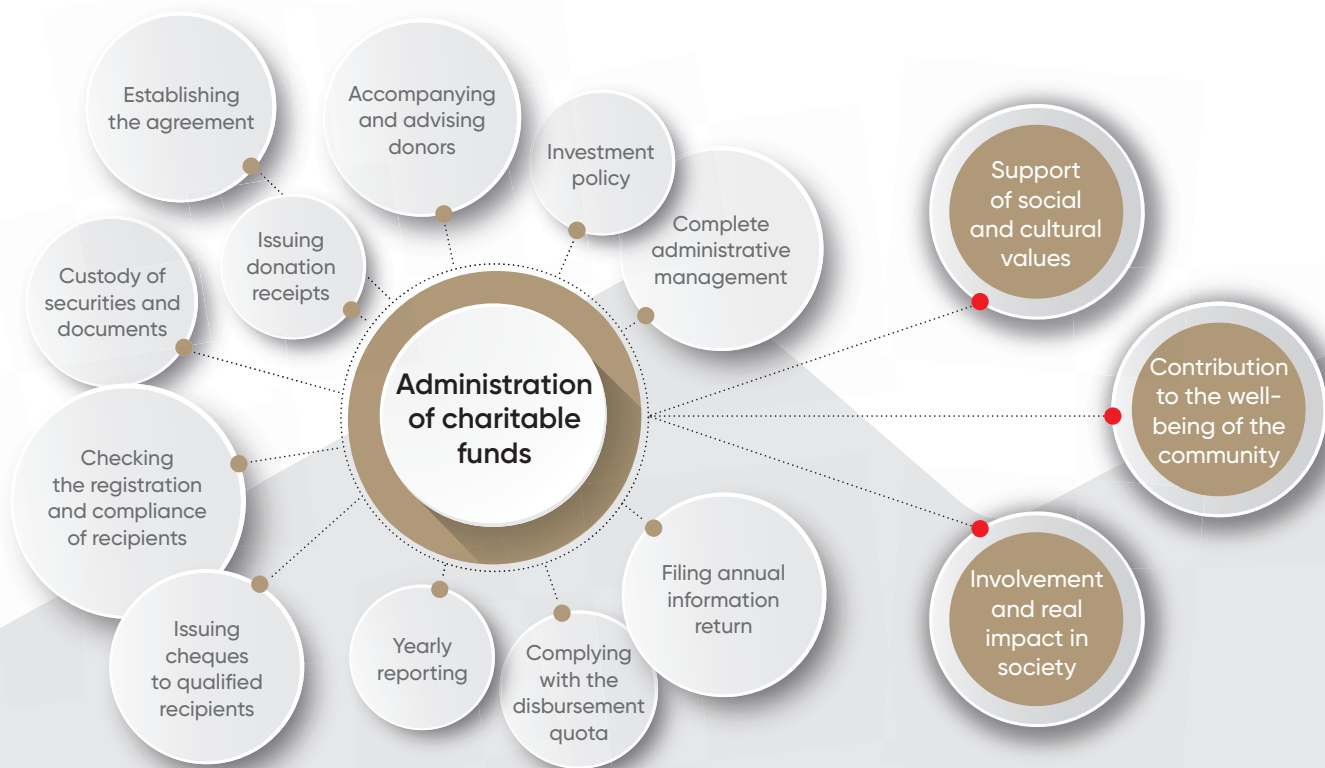 Establishing
the agreement
Accompanying
and advising
donors
Investment
policy
Complete
administrative
management
Issuing
donation
receipts
Custody of
securities and
documents
Administration
of charitable
funds
Checking
the registration
and compliance
of recipients
Issuing
cheques
to qualified
recipients
Yearly
reporting
Complying
with the
disbursement
quota
Filing annual
information
return
Support
of social
and cultural
values
Contribution
to the well-
being of the
community
Involvement
and real
impact in
society